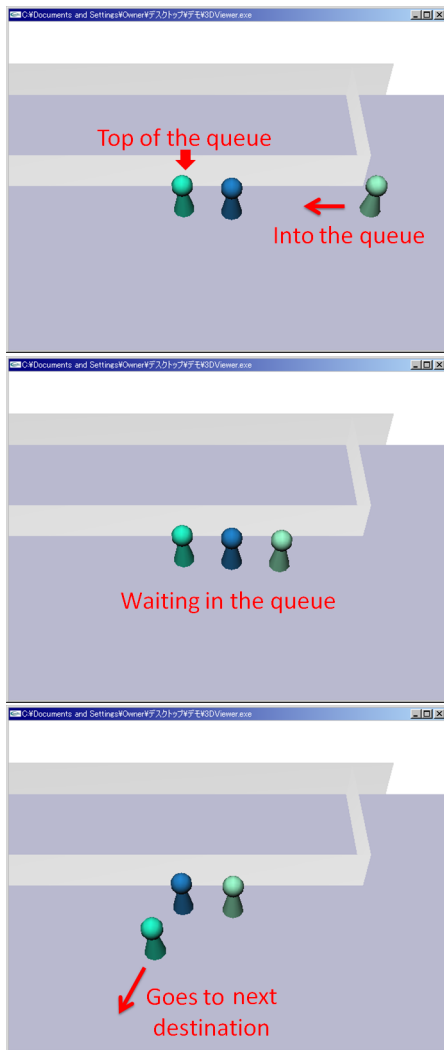 C:¥Documents and Settings¥Owner¥デスクトップ¥デモ¥3DViewer.exe
Top of the queue
Into the queue
C:¥Documents and Settings¥Owner¥デスクトップ¥デモ¥3DViewer.exe
Waiting in the queue
C:¥Documents and Settings¥Owner¥デスクトップ¥デモ¥3DViewer.exe
Goes to next
destination